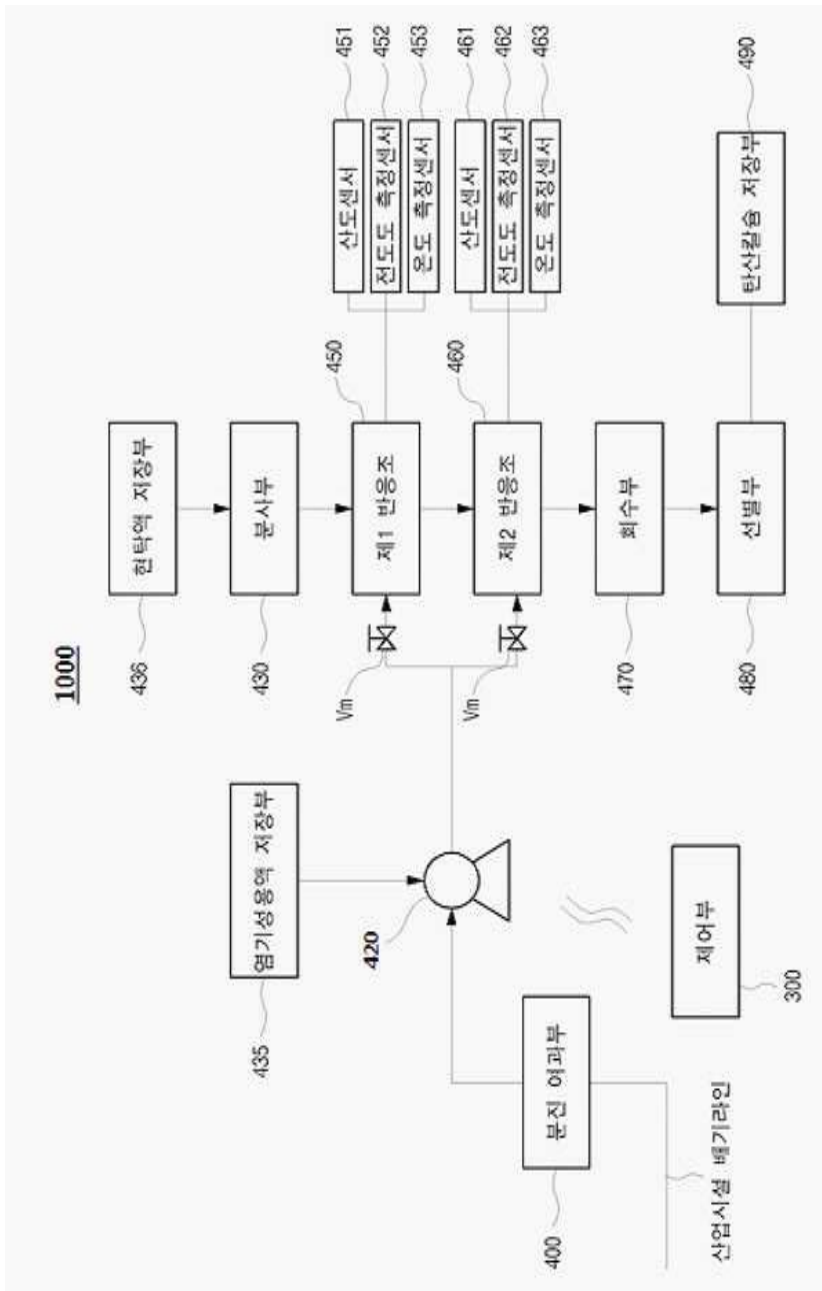 1000
현탁액 저장부
436
분사부
430
염기성용액 저장부
435
제1 반응조
450
산도센서
451
전도도 측정센서
452
온도 측정센서
453
Vm
제2 반응조
460
산도센서
461
전도도 측정센서
462
온도 측정센서
463
Vm
420
회수부
470
선별부
480
탄산칼슘 저장부
490
제어부
300
분진 여과부
400
산업시설 배기라인